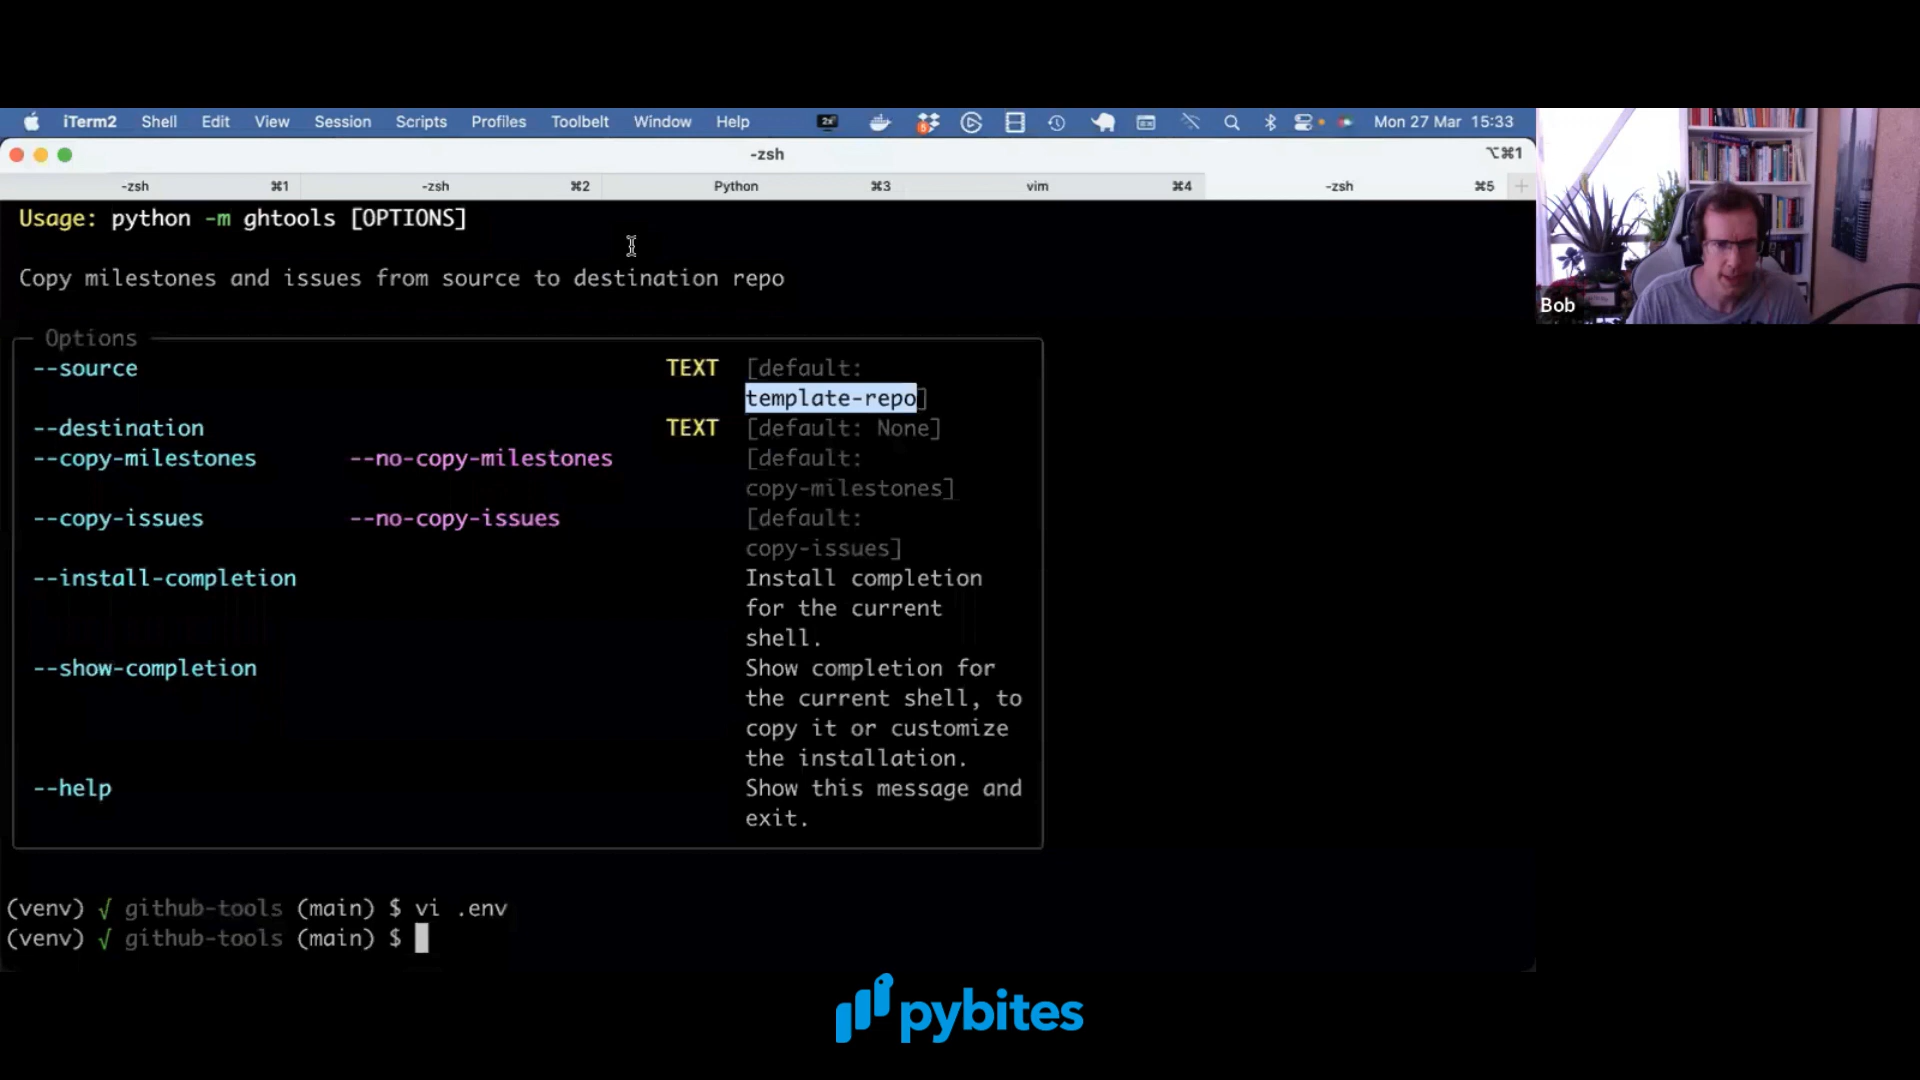 iTerm2 Shell Edit View Session Scripts Profiles Toolbelt Window Help Mon 27 Mar 15:33
-zsh ⌥⌘1
-zsh ⌘1 -zsh ⌘2 Python ⌘3 vim ⌘4 -zsh ⌘5 +
Usage: python -m ghtools [OPTIONS]
Copy milestones and issues from source to destination repo
Options
--source TEXT [default:
template-repo]
--destination TEXT [default: None]
--copy-milestones --no-copy-milestones [default:
copy-milestones]
--copy-issues --no-copy-issues [default:
copy-issues]
--install-completion Install completion
for the current
shell.
--show-completion Show completion for
the current shell, to
copy it or customize
the installation.
--help Show this message and
exit.
(venv) √ github-tools (main) $ vi .env
(venv) √ github-tools (main) $
Bob
pybites